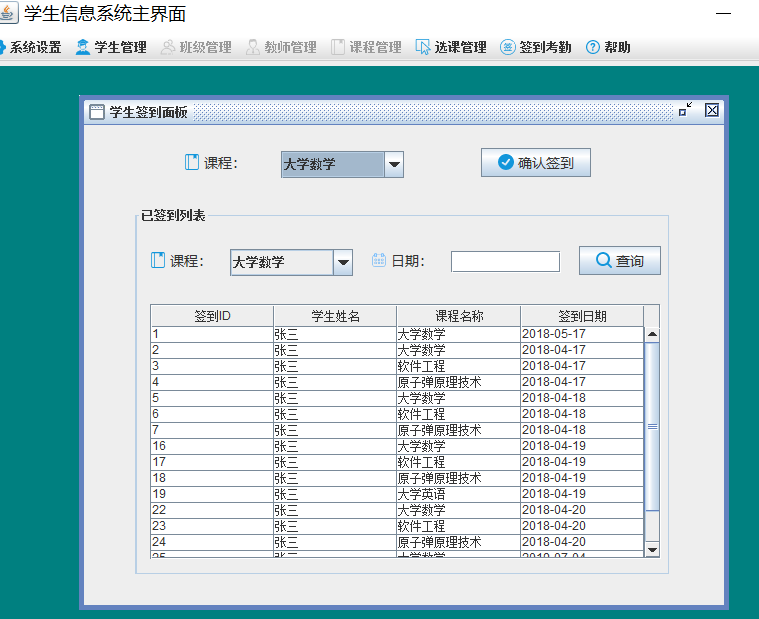 学生信息系统主界面
系统设置 学生管理 班级管理 教师管理 课程管理 选课管理 签到考勤 帮助
学生签到面板
课程： 大学数学 确认签到
已签到列表
课程： 大学数学 日期： 查询
签到ID 学生姓名 课程名称 签到日期
1 张三 大学数学 2018-05-17
2 张三 大学数学 2018-04-17
3 张三 软件工程 2018-04-17
4 张三 原子弹原理技术 2018-04-17
5 张三 大学数学 2018-04-18
6 张三 软件工程 2018-04-18
7 张三 原子弹原理技术 2018-04-18
16 张三 大学数学 2018-04-19
17 张三 软件工程 2018-04-19
18 张三 原子弹原理技术 2018-04-19
19 张三 大学英语 2018-04-19
22 张三 大学数学 2018-04-20
23 张三 软件工程 2018-04-20
24 张三 原子弹原理技术 2018-04-20